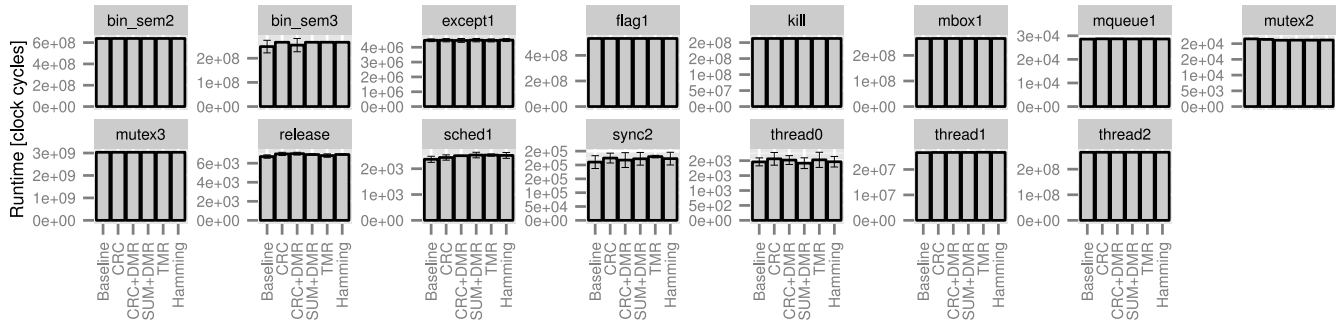 Runtime [clock cycles]
bin_sem2
6e+08
4e+08
2e+08
0e+00
bin_sem3
2e+08
1e+08
0e+00
except1
4e+06
3e+06
2e+06
1e+06
0e+00
flag1
4e+08
2e+08
0e+00
kill
2e+08
2e+08
1e+08
5e+07
0e+00
mbox1
2e+08
1e+08
0e+00
mqueue1
3e+04
2e+04
1e+04
0e+00
mutex2
2e+04
2e+04
1e+04
5e+03
0e+00
mutex3
3e+09
2e+09
1e+09
0e+00
release
6e+03
4e+03
2e+03
0e+00
sched1
2e+03
1e+03
0e+00
sync2
2e+05
2e+05
1e+05
5e+04
0e+00
thread0
2e+03
2e+03
1e+03
5e+02
0e+00
thread1
2e+07
1e+07
0e+00
thread2
2e+08
1e+08
0e+00
Baseline
CRC
CRC+DMR
SUM+DMR
TMR
Hamming
Baseline
CRC
CRC+DMR
SUM+DMR
TMR
Hamming
Baseline
CRC
CRC+DMR
SUM+DMR
TMR
Hamming
Baseline
CRC
CRC+DMR
SUM+DMR
TMR
Hamming
Baseline
CRC
CRC+DMR
SUM+DMR
TMR
Hamming
Baseline
CRC
CRC+DMR
SUM+DMR
TMR
Hamming
Baseline
CRC
CRC+DMR
SUM+DMR
TMR
Hamming